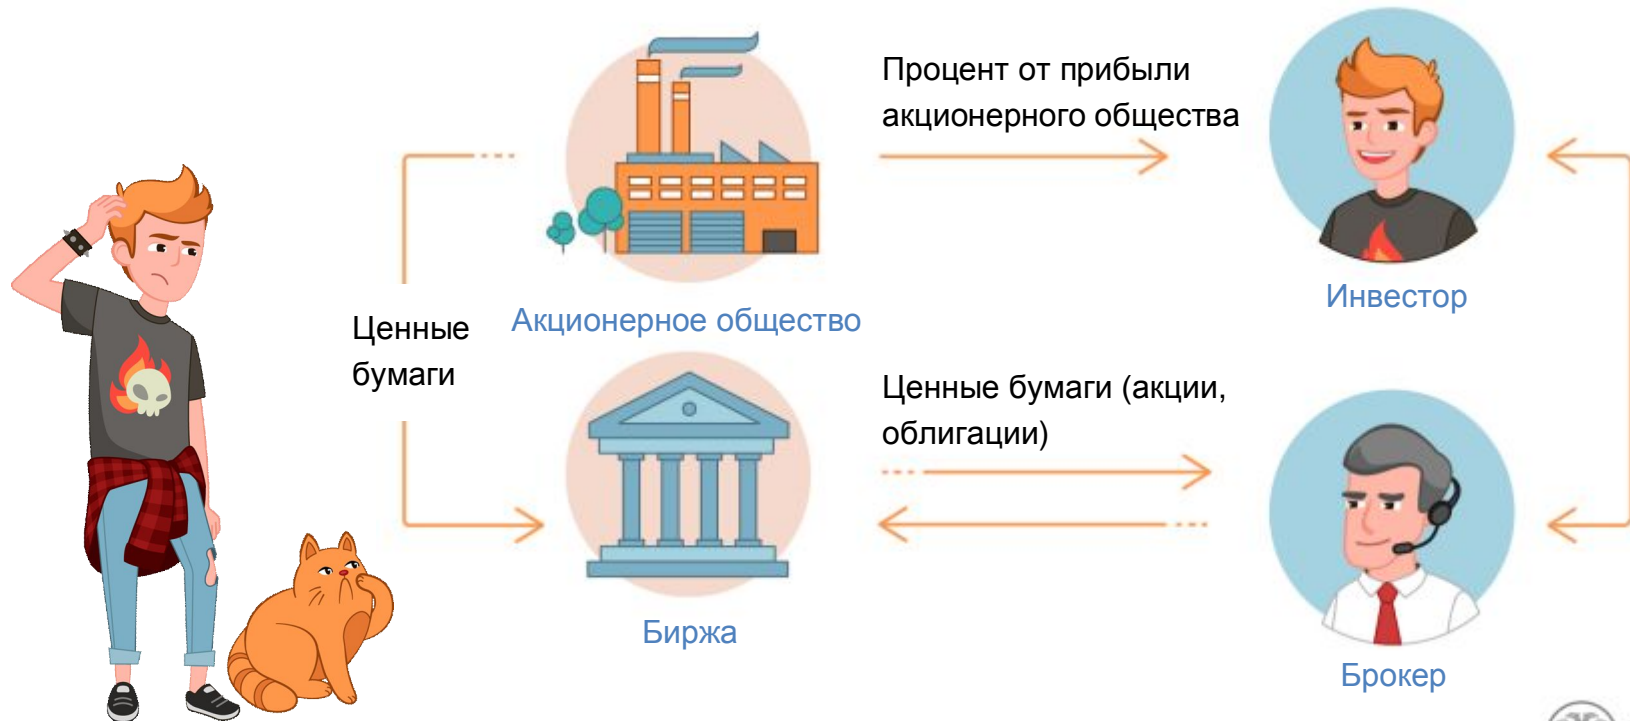 Процент от прибыли
акционерного общества
Инвестор
Акционерное общество
Ценные
бумаги
Ценные бумаги (акции,
облигации)
Биржа
Брокер